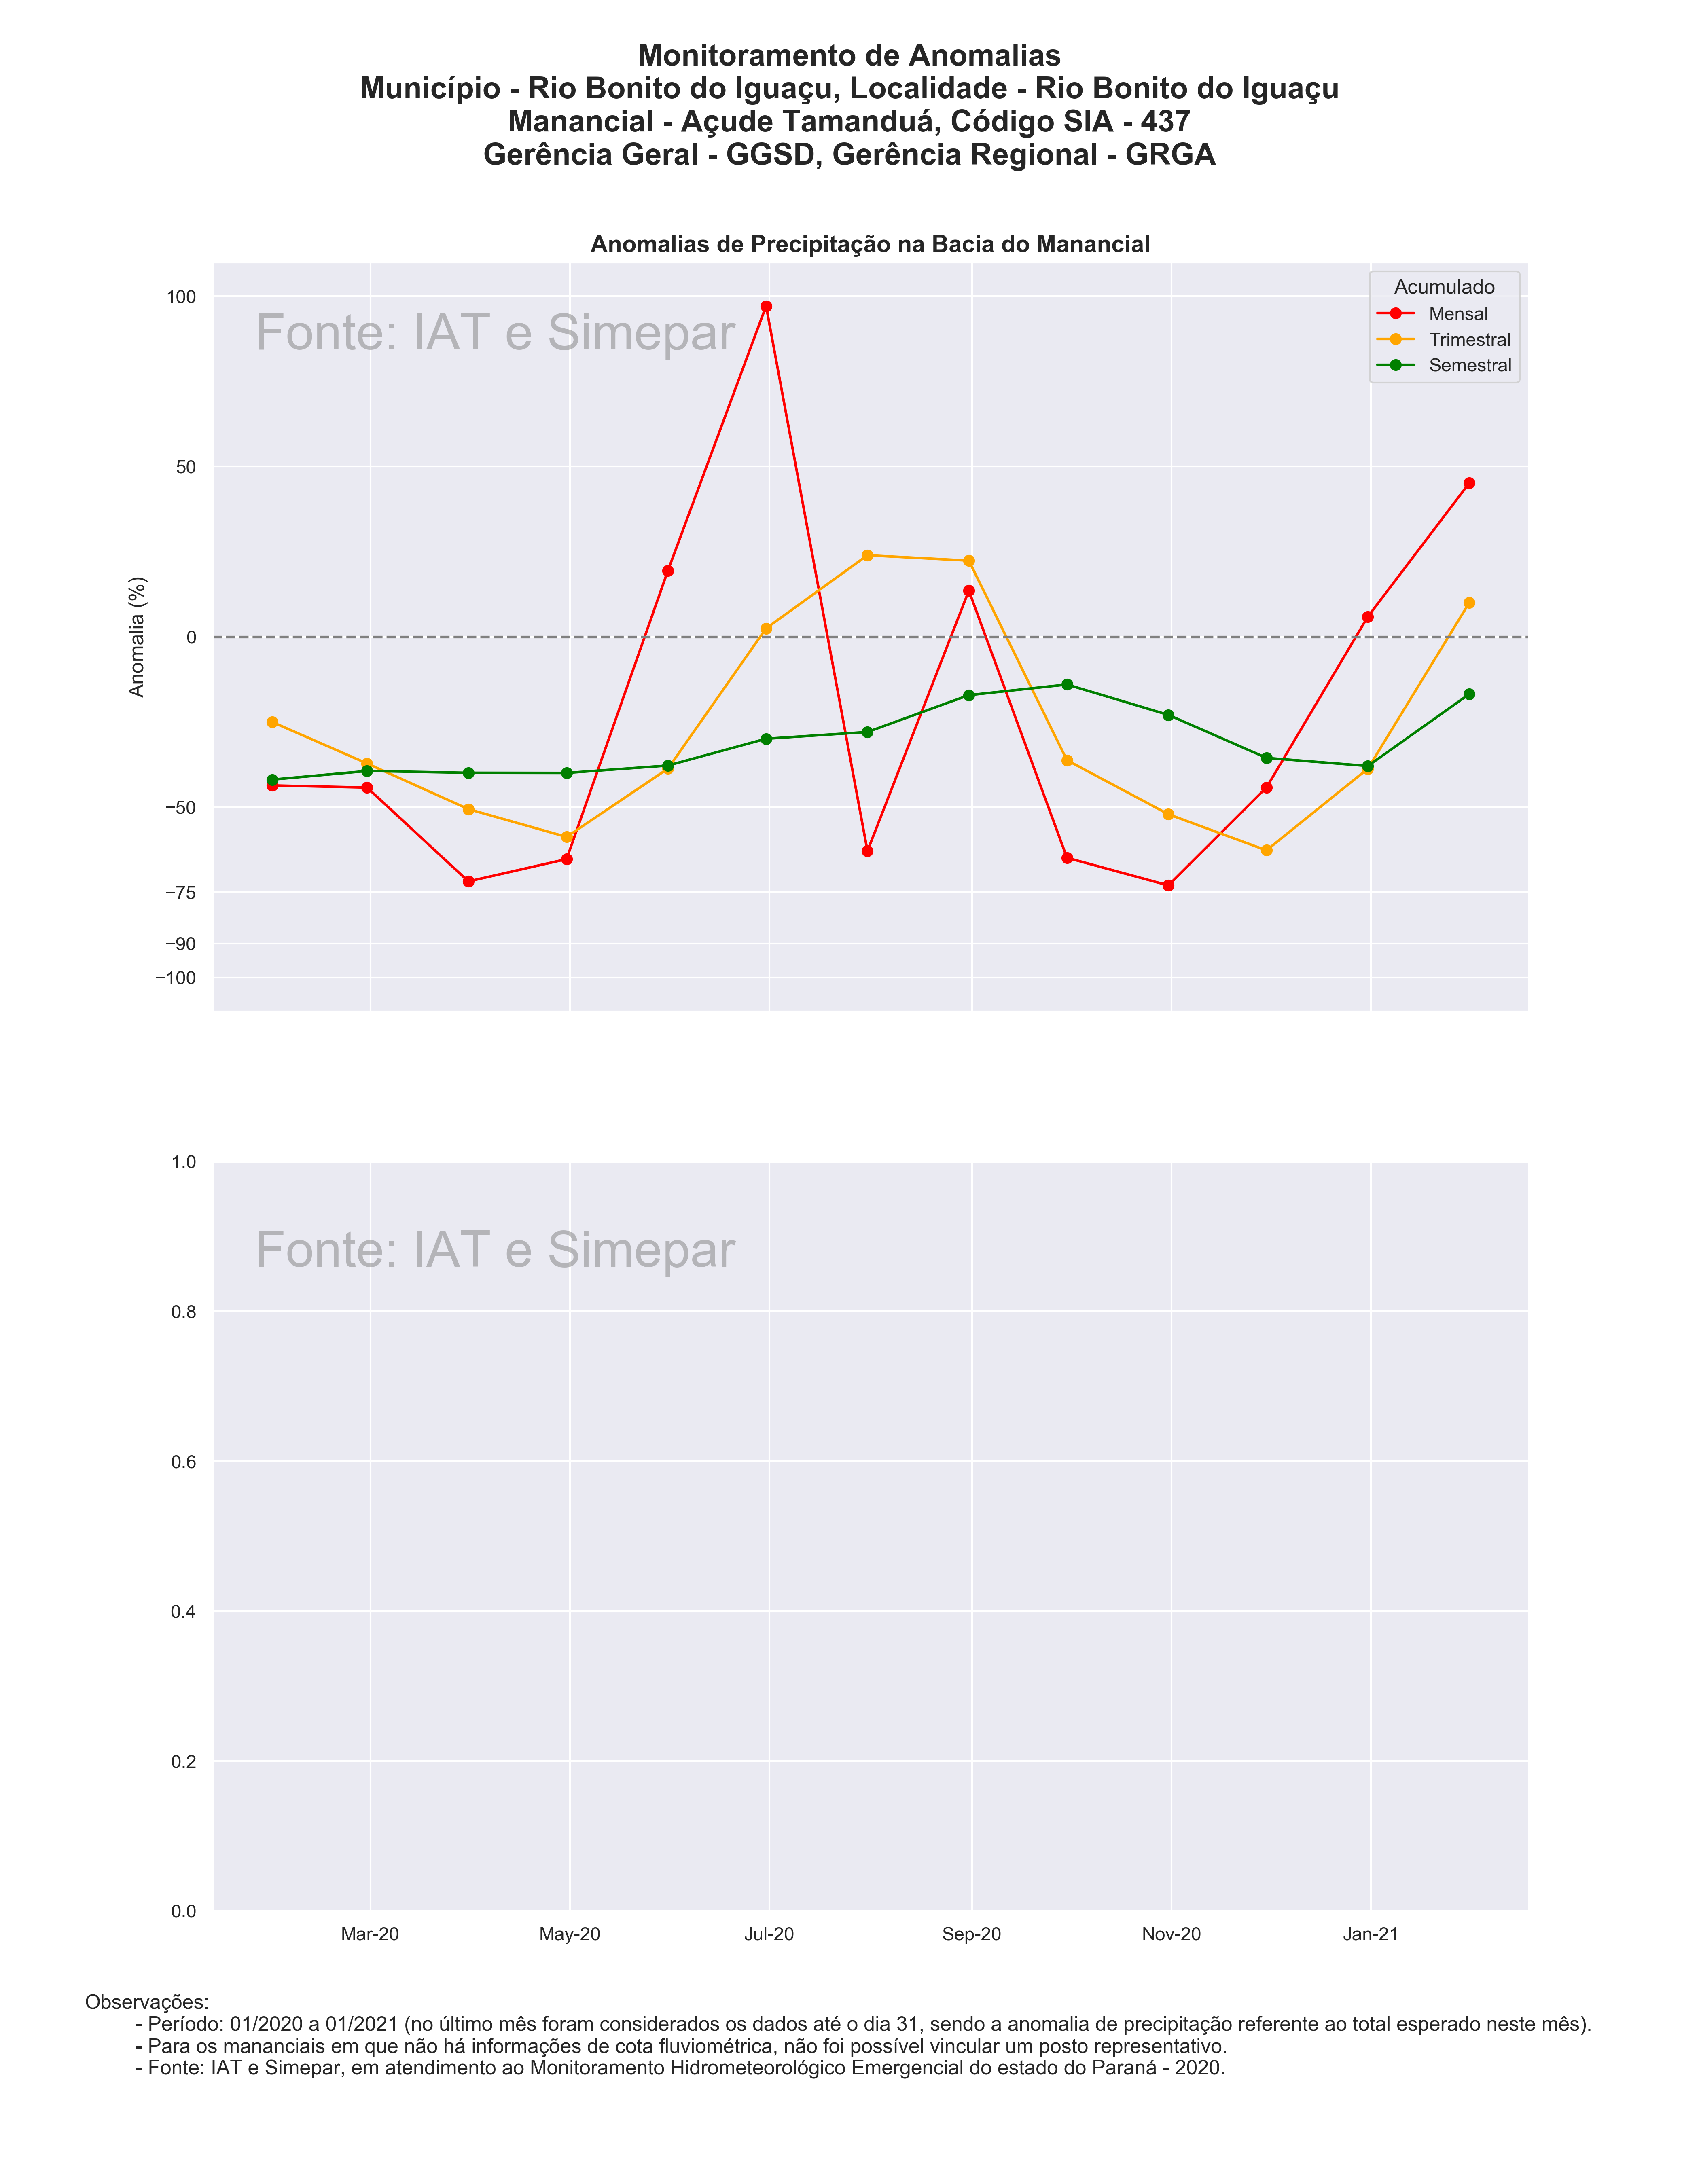 Monitoramento de Anomalias
Município - Rio Bonito do Iguaçu, Localidade - Rio Bonito do Iguaçu
Manancial - Açude Tamanduá, Código SIA - 437
Gerência Geral - GGSD, Gerência Regional - GRGA
Anomalias de Precipitação na Bacia do Manancial
Fonte: IAT e Simepar
Acumulado
Mensal
Trimestral
Semestral
Anomalia (%)
100
50
0
−50
−75
−90
−100
Fonte: IAT e Simepar
1.0
0.8
0.6
0.4
0.2
0.0
Mar-20 May-20 Jul-20 Sep-20 Nov-20 Jan-21
Observações:
- Período: 01/2020 a 01/2021 (no último mês foram considerados os dados até o dia 31, sendo a anomalia de precipitação referente ao total esperado neste mês).
- Para os mananciais em que não há informações de cota fluviométrica, não foi possível vincular um posto representativo.
- Fonte: IAT e Simepar, em atendimento ao Monitoramento Hidrometeorológico Emergencial do estado do Paraná - 2020.